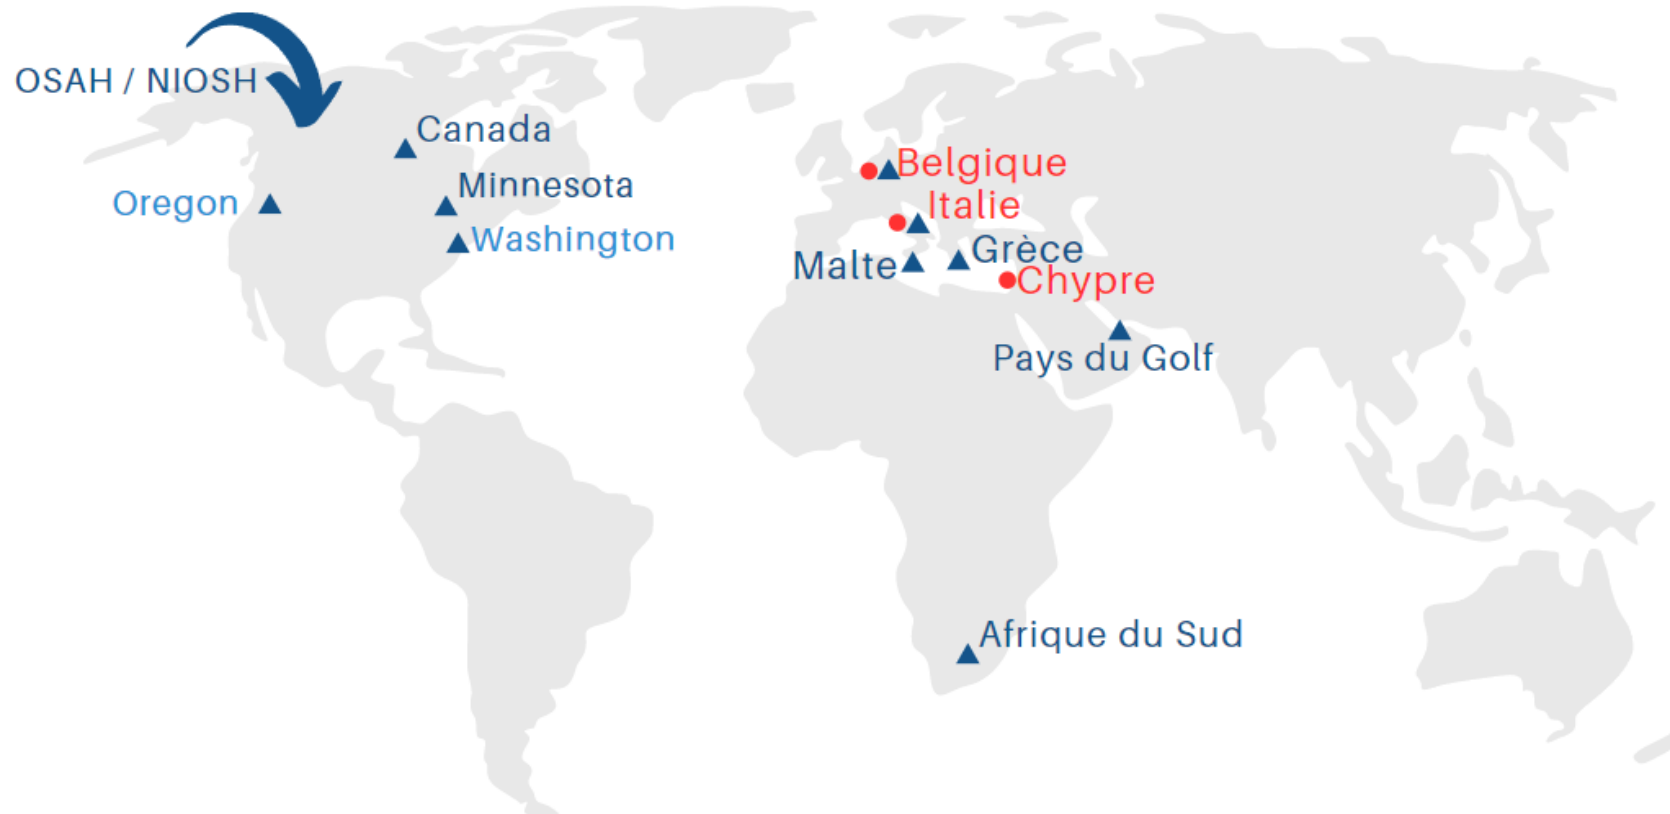 OSAH / NIOSH
Canada
Minnesota
Oregon
Washington
Belgique
Italie
Grèce
Malte
Chypre
Pays du Golf
Afrique du Sud